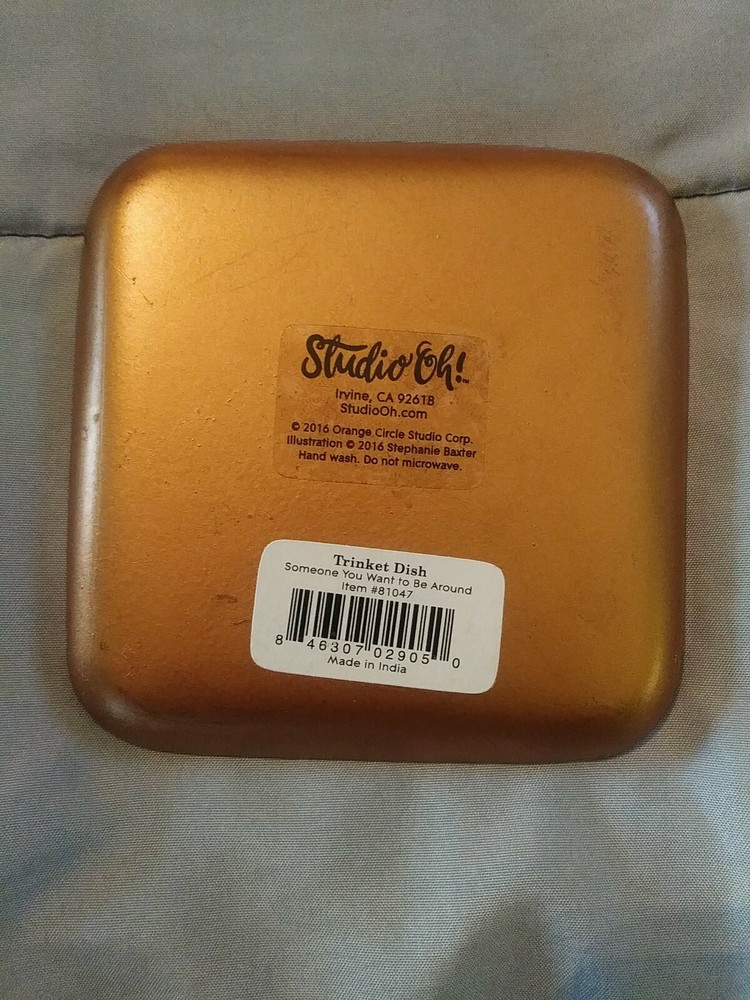 Studio Oh!™
Irvine, CA 92618
StudioOh.com
© 2016 Orange Circle Studio Corp.
Illustration © 2016 Stephanie Baxter
Hand wash. Do not microwave.
Trinket Dish
Someone You Want to Be Around
Item #81047
8 46307 02905 0
Made in India